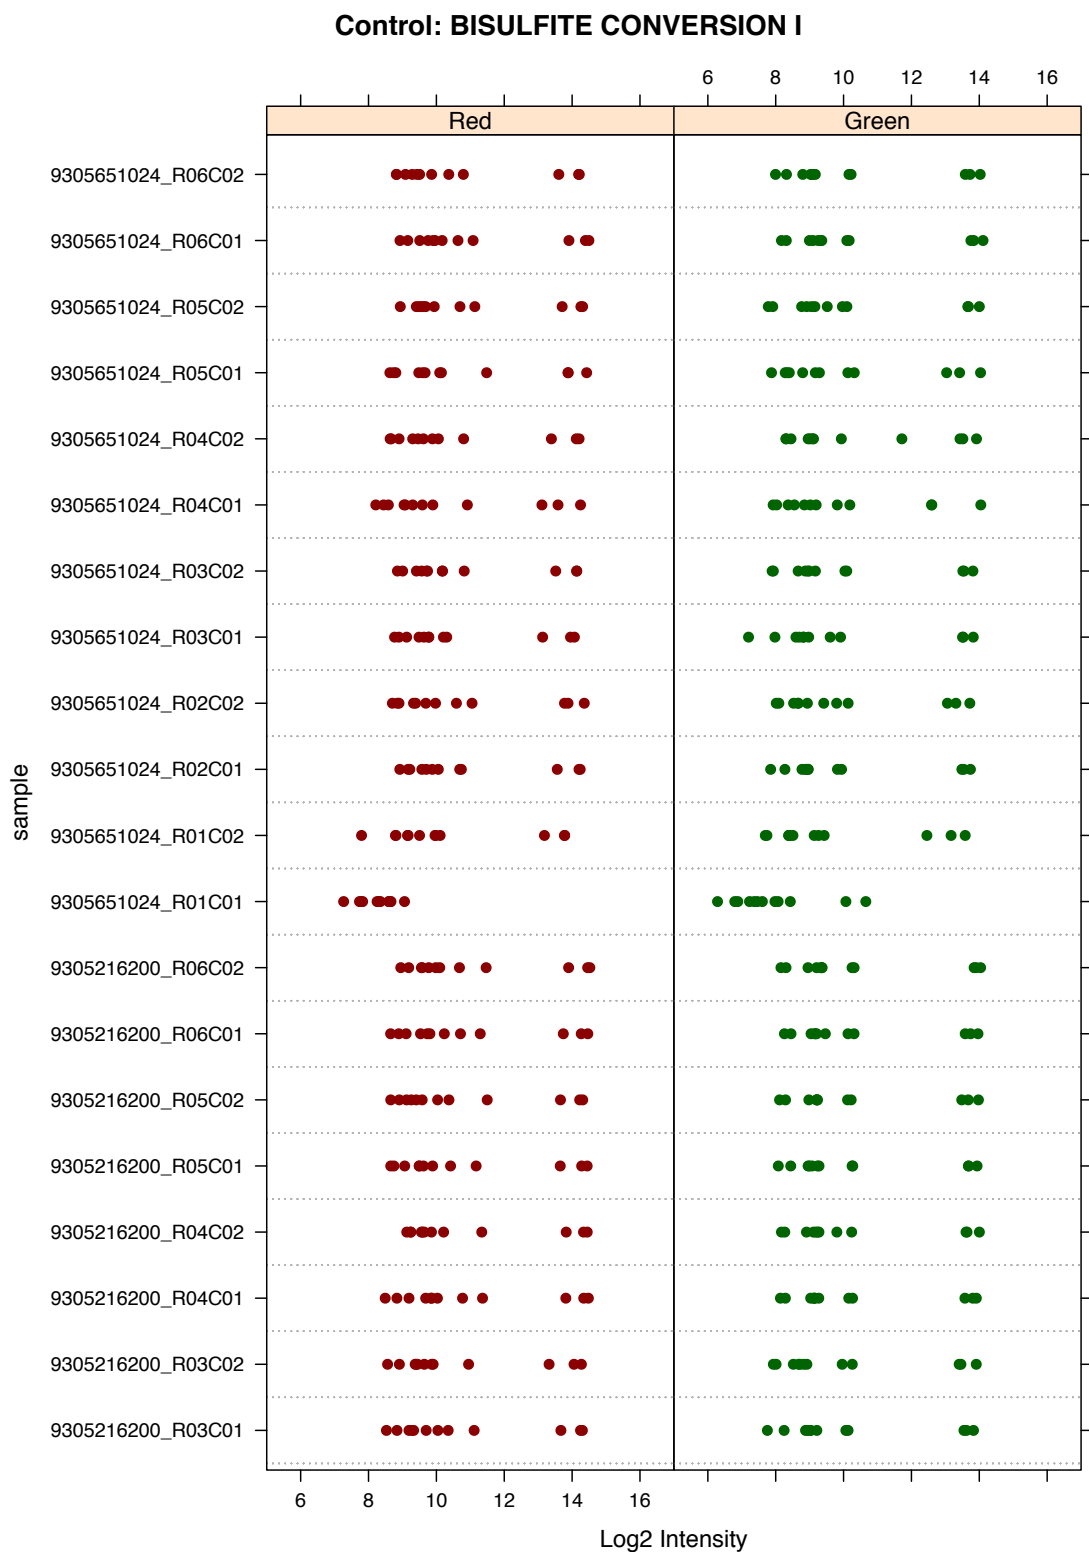 Control: BISULFITE CONVERSION I
6 8 10 12 14 16
Red Green
9305651024_R06C02
9305651024_R06C01
9305651024_R05C02
9305651024_R05C01
9305651024_R04C02
9305651024_R04C01
9305651024_R03C02
9305651024_R03C01
9305651024_R02C02
9305651024_R02C01
9305651024_R01C02
9305651024_R01C01
9305216200_R06C02
9305216200_R06C01
9305216200_R05C02
9305216200_R05C01
9305216200_R04C02
9305216200_R04C01
9305216200_R03C02
9305216200_R03C01
sample
6 8 10 12 14 16
Log2 Intensity